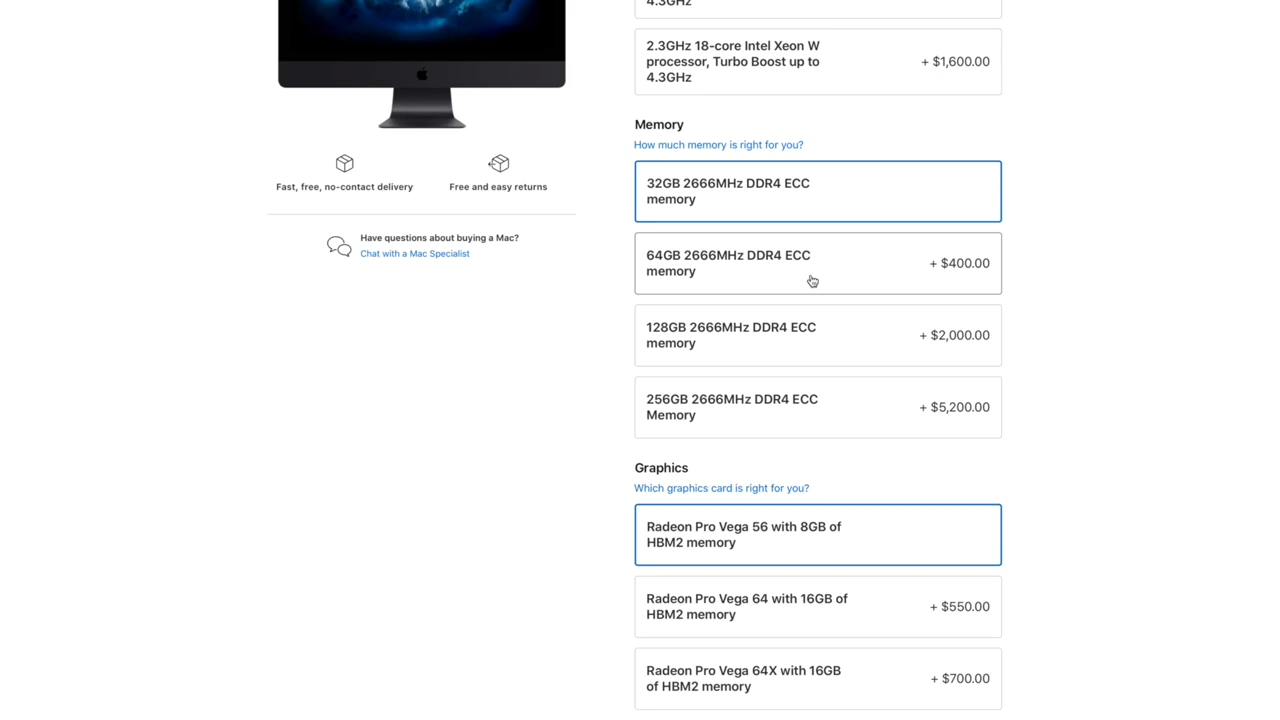 4.3GHz
2.3GHz 18-core Intel Xeon W
processor, Turbo Boost up to
4.3GHz
+ $1,600.00
Fast, free, no-contact delivery
Free and easy returns
Have questions about buying a Mac?
Chat with a Mac Specialist
Memory
How much memory is right for you?
32GB 2666MHz DDR4 ECC
memory
64GB 2666MHz DDR4 ECC
memory
+ $400.00
128GB 2666MHz DDR4 ECC
memory
+ $2,000.00
256GB 2666MHz DDR4 ECC
Memory
+ $5,200.00
Graphics
Which graphics card is right for you?
Radeon Pro Vega 56 with 8GB of
HBM2 memory
Radeon Pro Vega 64 with 16GB of
HBM2 memory
+ $550.00
Radeon Pro Vega 64X with 16GB
of HBM2 memory
+ $700.00